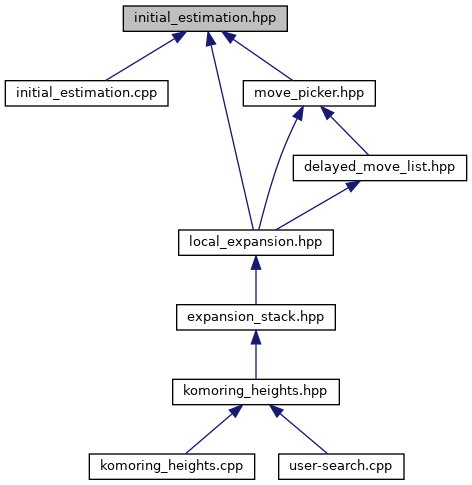 initial_estimation.hpp
initial_estimation.cpp
move_picker.hpp
delayed_move_list.hpp
local_expansion.hpp
expansion_stack.hpp
komoring_heights.hpp
komoring_heights.cpp
user-search.cpp